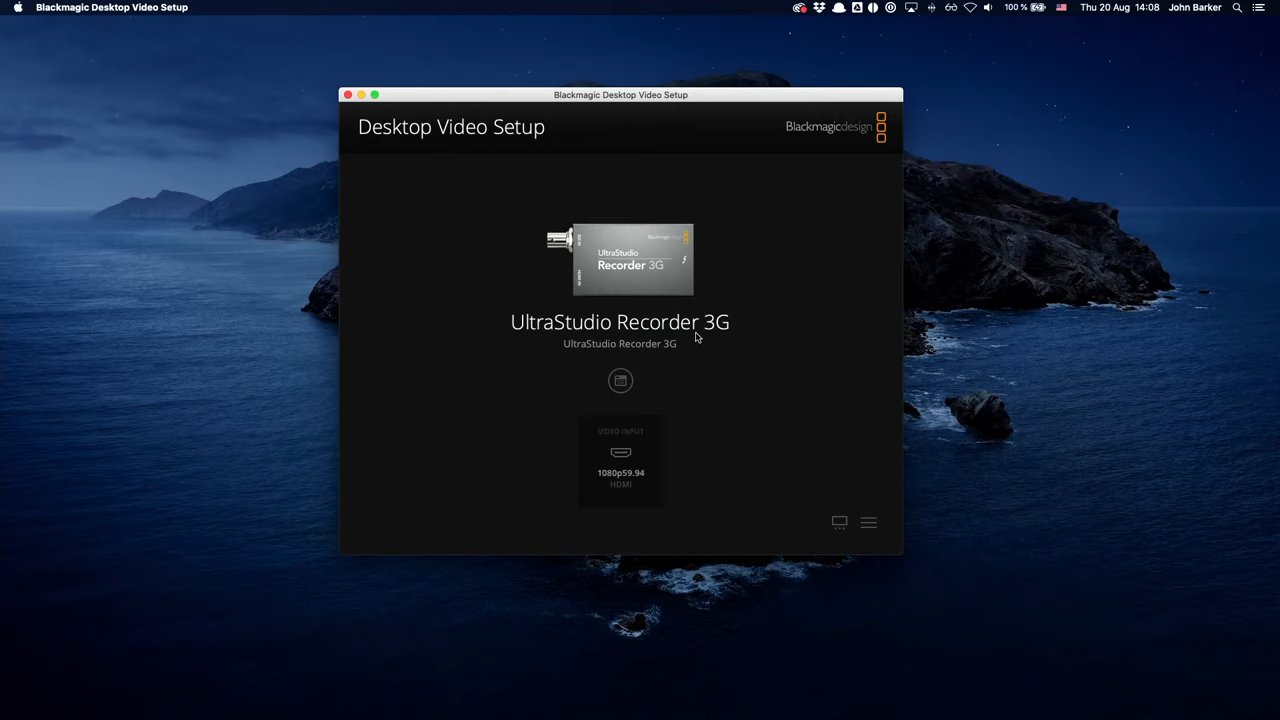 Blackmagic Desktop Video Setup
100 %
Thu 20 Aug 14:08
John Barker
Blackmagic Desktop Video Setup
Desktop Video Setup
Blackmagicdesign
Blackmagicdesign
UltraStudio
Recorder 3G
UltraStudio Recorder 3G
UltraStudio Recorder 3G
VIDEO INPUT
1080p59.94
HDMI